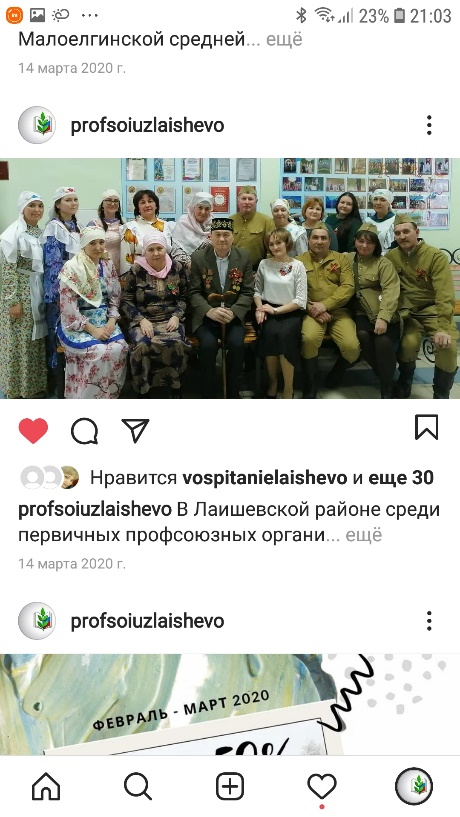 23% 21:03
Малоелгинской средней... ещё
14 марта 2020 г.
profsoiuzlaishevo
Нравится vospitanielaishevo и еще 30
profsoiuzlaishevo В Лаишевской районе среди
первичных профсоюзных органи... ещё
14 марта 2020 г.
profsoiuzlaishevo
ФЕВРАЛЬ - МАРТ 2020